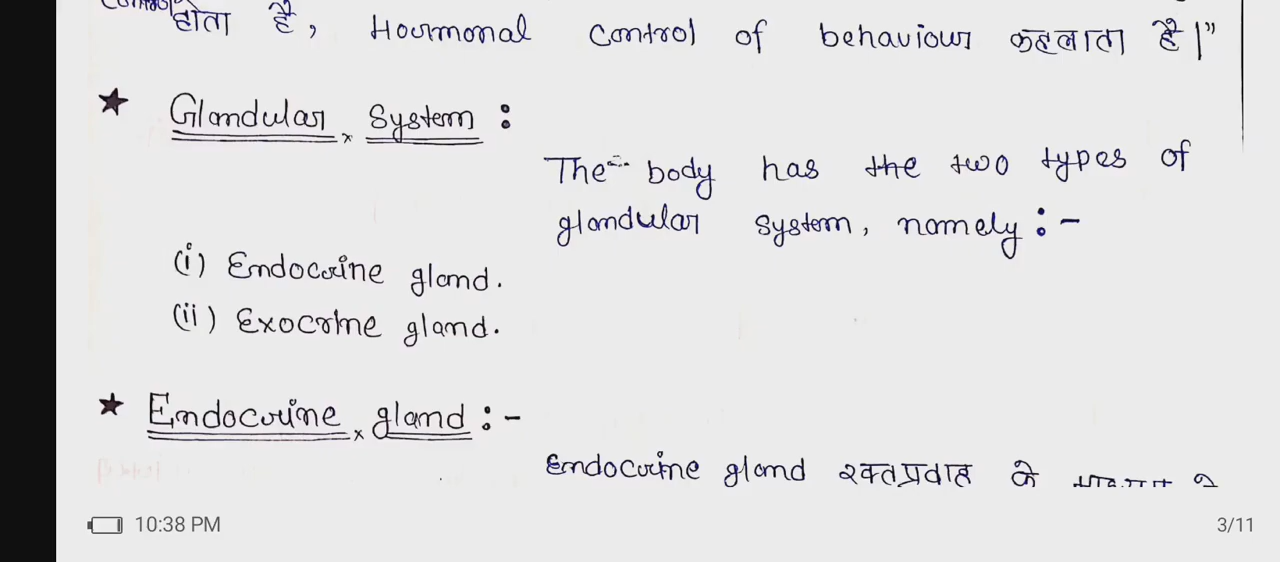 होता है, Hormonal control of behaviour कहलाता है।"
★ Glandular System :
The body has the two types of
glandular system, namely :-
(i) Endocrine gland.
(ii) Exocrine gland.
★ Endocrine gland :-
Endocrine gland रक्तप्रवाह के
10:38 PM
3/11